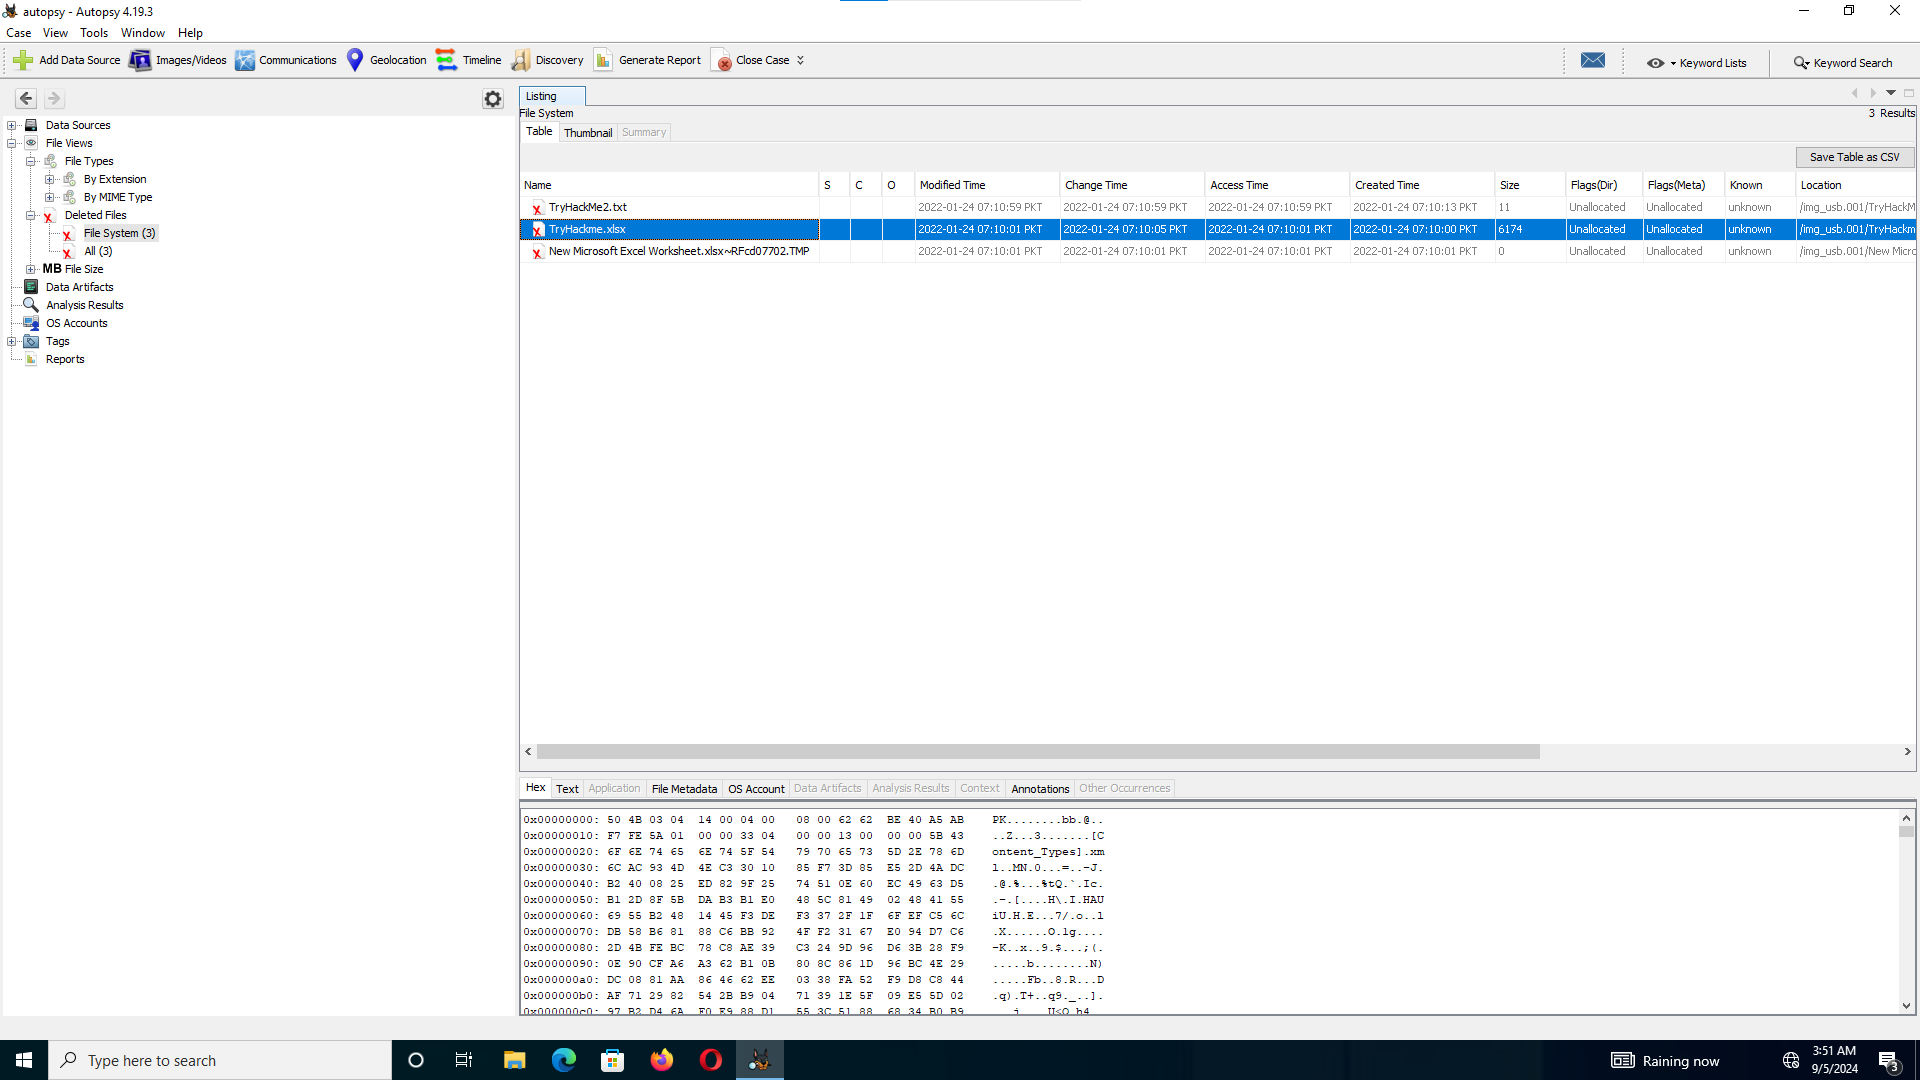 autopsy - Autopsy 4.19.3
Case View Tools Window Help
Add Data Source Images/Videos Communications Geolocation Timeline Discovery Generate Report Close Case Keyword Lists Keyword Search
Listing
File System 3 Results
Table Thumbnail Summary
Save Table as CSV
Data Sources
File Views
File Types
By Extension
By MIME Type
Deleted Files
File System (3)
All (3)
MB File Size
Data Artifacts
Analysis Results
OS Accounts
Tags
Reports
Name S C O Modified Time Change Time Access Time Created Time Size Flags(Dir) Flags(Meta) Known Location
TryHackMe2.txt 2022-01-24 07:10:59 PKT 2022-01-24 07:10:59 PKT 2022-01-24 07:10:59 PKT 2022-01-24 07:10:13 PKT 11 Unallocated Unallocated unknown /img_usb.001/TryHackM
TryHackme.xlsx 2022-01-24 07:10:01 PKT 2022-01-24 07:10:05 PKT 2022-01-24 07:10:01 PKT 2022-01-24 07:10:00 PKT 6174 Unallocated Unallocated unknown /img_usb.001/TryHackm
New Microsoft Excel Worksheet.xlsx~RFcd07702.TMP 2022-01-24 07:10:01 PKT 2022-01-24 07:10:01 PKT 2022-01-24 07:10:01 PKT 2022-01-24 07:10:01 PKT 0 Unallocated Unallocated unknown /img_usb.001/New Micro
Hex Text Application File Metadata OS Account Data Artifacts Analysis Results Context Annotations Other Occurrences
0x00000000: 50 4B 03 04 14 00 04 00 08 00 62 62 BE 40 A5 AB PK........bb.@..
0x00000010: F7 FE 5A 01 00 00 33 04 00 00 13 00 00 00 5B 43 ..Z...3.......[C
0x00000020: 6F 6E 74 65 6E 74 5F 54 79 70 65 73 5D 2E 78 6D ontent_Types].xm
0x00000030: 6C AC 93 4D 4E C3 30 10 85 F7 3D 85 E5 2D 4A DC l..MN.0...=..-J.
0x00000040: B2 40 08 25 ED 82 9F 25 74 51 0E 60 EC 49 63 D5 .@.%...%tQ.`.Ic.
0x00000050: B1 2D 8F 5B DA B3 B1 E0 48 5C 81 49 02 48 41 55 .-.[....H\.I.HAU
0x00000060: 69 55 B2 48 14 45 F3 DE F3 37 2F 1F 6F EF C5 6C iU.H.E...7/.o..l
0x00000070: DB 58 B6 81 88 C6 BB 92 4F F2 31 67 E0 94 D7 C6 .X......O.1g....
0x00000080: 2D 4B FE BC 78 C8 AE 39 C3 24 9D 96 D6 3B 28 F9 -K..x..9.$...;(.
0x00000090: 0E 90 CF A6 A3 62 B1 0B 80 8C 86 1D 96 BC 4E 29 .....b........N)
0x000000a0: DC 08 81 AA 86 46 62 EE 03 38 FA 52 F9 D8 C8 44 .....Fb..8.R...D
0x000000b0: AF 71 29 82 54 2B B9 04 71 39 1E 5F 09 E5 5D 02 .q).T+..q9._..].
0x000000c0: 97 B2 D4 6A F0 E9 88 D1 55 3C 51 88 68 34 B0 B9 ...j....U<Q.h4..
Type here to search Raining now 3:51 AM
9/5/2024 3